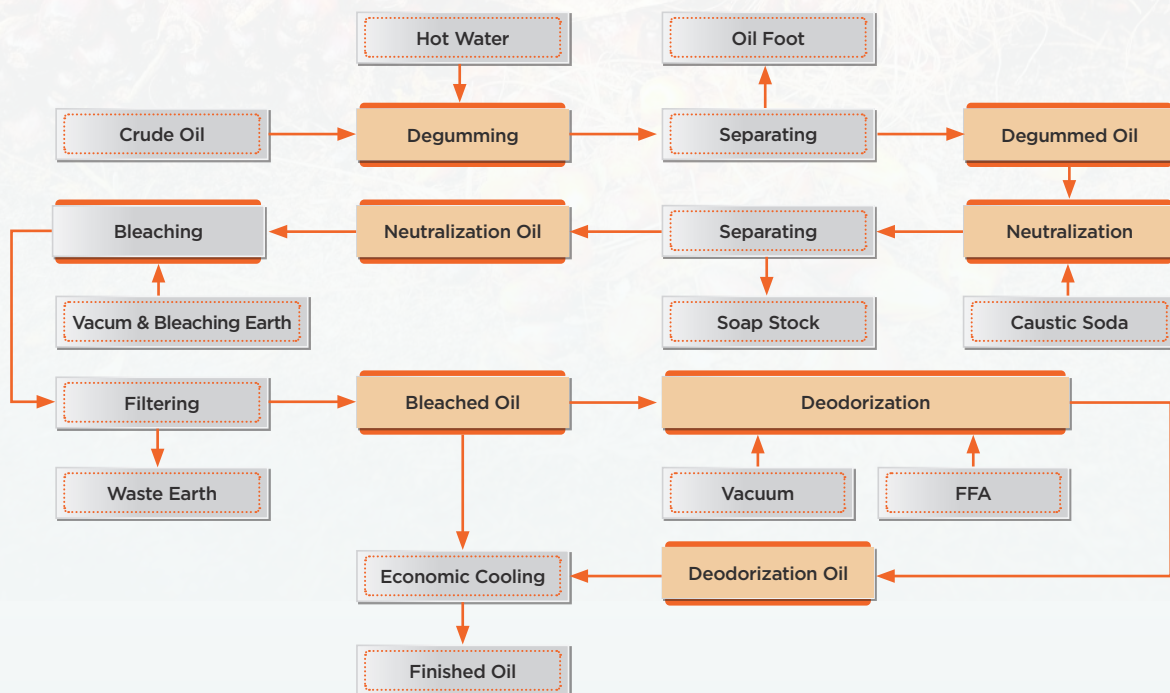 Hot Water
Oil Foot
Crude Oil
Degumming
Separating
Degummed Oil
Bleaching
Neutralization Oil
Separating
Neutralization
Vacum & Bleaching Earth
Soap Stock
Caustic Soda
Filtering
Bleached Oil
Deodorization
Waste Earth
Vacuum
FFA
Economic Cooling
Deodorization Oil
Finished Oil